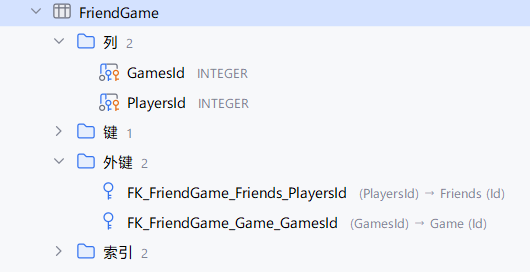 FriendGame
列 2
GamesId INTEGER
PlayersId INTEGER
键 1
外键 2
FK_FriendGame_Friends_PlayersId (PlayersId) → Friends (Id)
FK_FriendGame_Game_GamesId (GamesId) → Game (Id)
索引 2